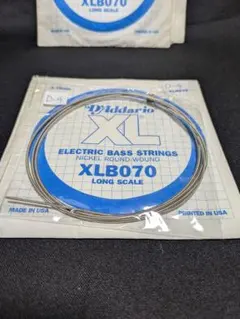 XLB070
LONG SCALE
D'Addario
XL
ELECTRIC BASS STRINGS
NICKEL ROUND WOUND
XLB070
LONG SCALE
MADE IN USA
PRINTED IN USA